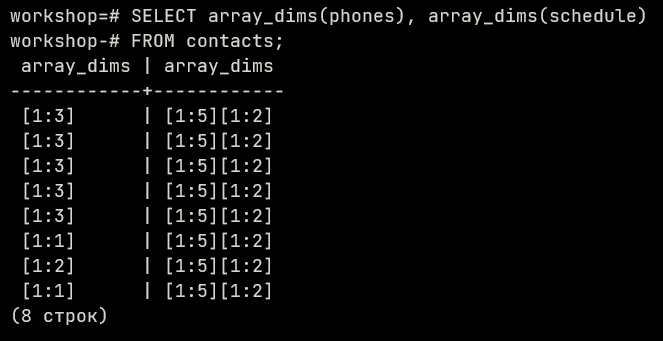 workshop=# SELECT array_dims(phones), array_dims(schedule)
workshop-# FROM contacts;
 array_dims | array_dims
------------+------------
 [1:3]      | [1:5][1:2]
 [1:3]      | [1:5][1:2]
 [1:3]      | [1:5][1:2]
 [1:3]      | [1:5][1:2]
 [1:3]      | [1:5][1:2]
 [1:1]      | [1:5][1:2]
 [1:2]      | [1:5][1:2]
 [1:1]      | [1:5][1:2]
(8 строк)